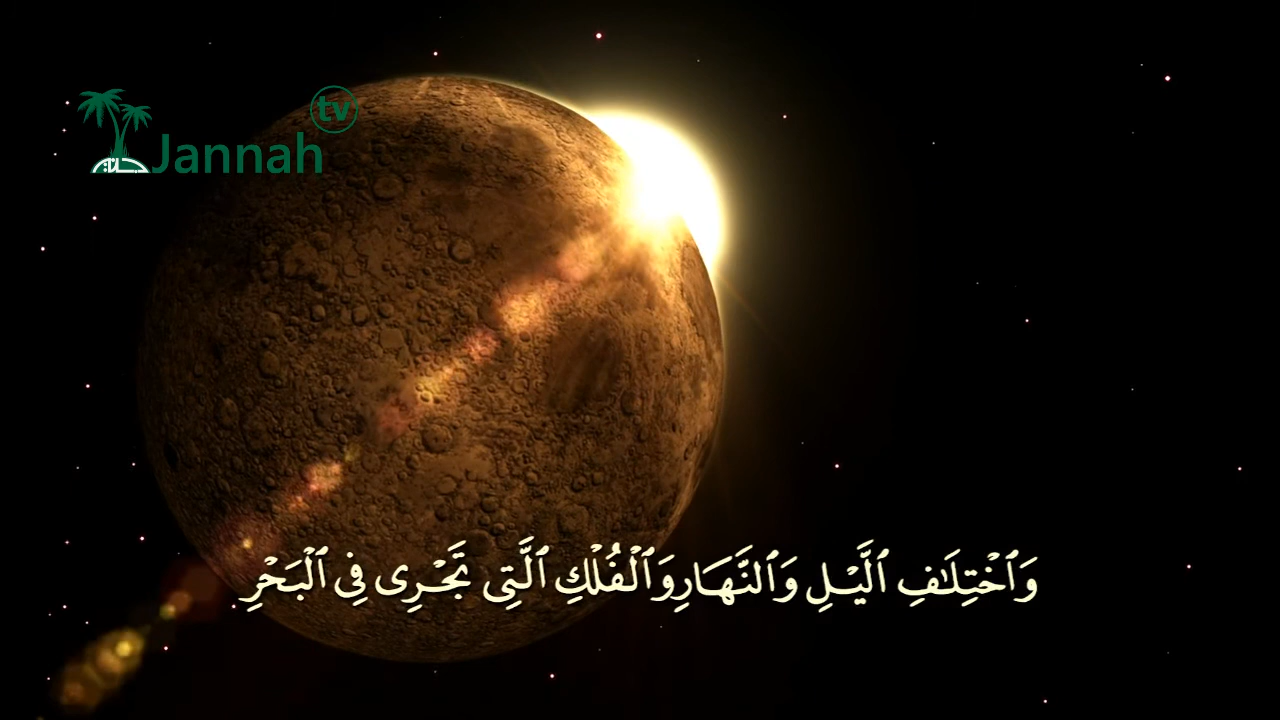 tv
Jannah
وَٱخْتِلَـٰفِ ٱلَّيْلِ وَٱلنَّهَارِ وَٱلْفُلْكِ ٱلَّتِى تَجْرِى فِى ٱلْبَحْرِ